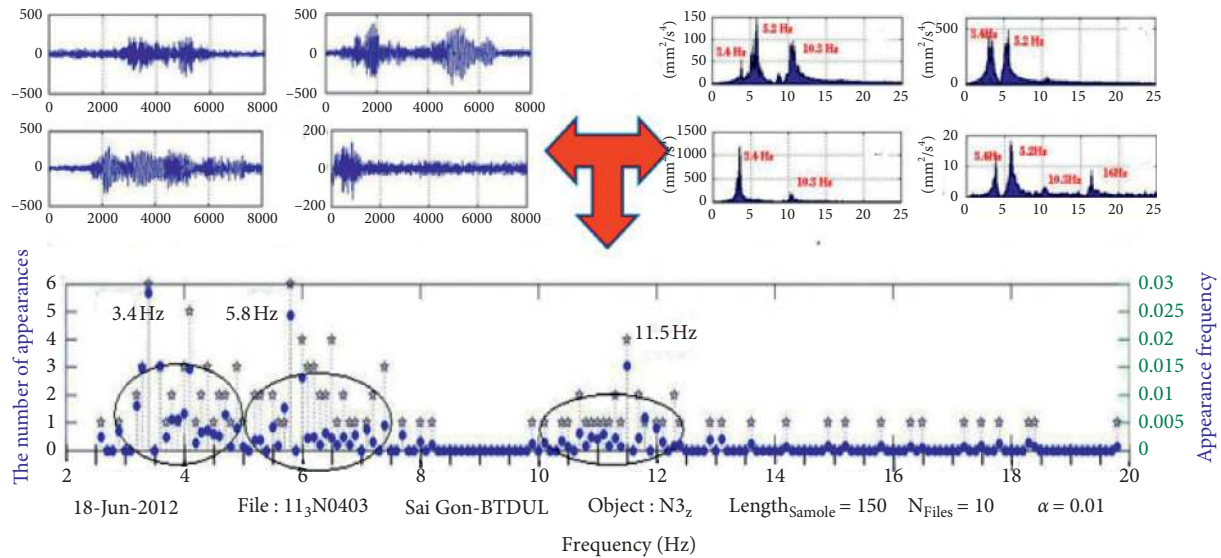 500
0
−500
0 2000 4000 6000 8000
500
0
−500
0 2000 4000 6000 8000
500
0
−500
0 2000 4000 6000 8000
200
0
−200
0 2000 4000 6000 8000
(mm²/s⁴)
150
100
50
0
0 5 10 15 20 25
3.4 Hz
5.2 Hz
10.3 Hz
(mm²/s⁴)
500
0
0 5 10 15 20 25
3.4Hz
5.2 Hz
(mm²/s⁴)
1500
1000
500
0
0 5 10 15 20 25
3.4 Hz
10.3 Hz
(mm²/s⁴)
20
10
0
0 5 10 15 20 25
3.4Hz
5.2 Hz
10.3Hz
16Hz
The number of appearances
6
5
4
3
2
1
0
3.4 Hz
5.8 Hz
11.5 Hz
0.03
0.025
0.02
0.015
0.01
0.005
0
Appearance frequency
2 4 5 6 8 10 12 14 16 18 20
18-Jun-2012 File : 11₃N0403 Sai Gon-BTDUL Object : N3z Length_Samole = 150 N_Files = 10 α = 0.01
Frequency (Hz)